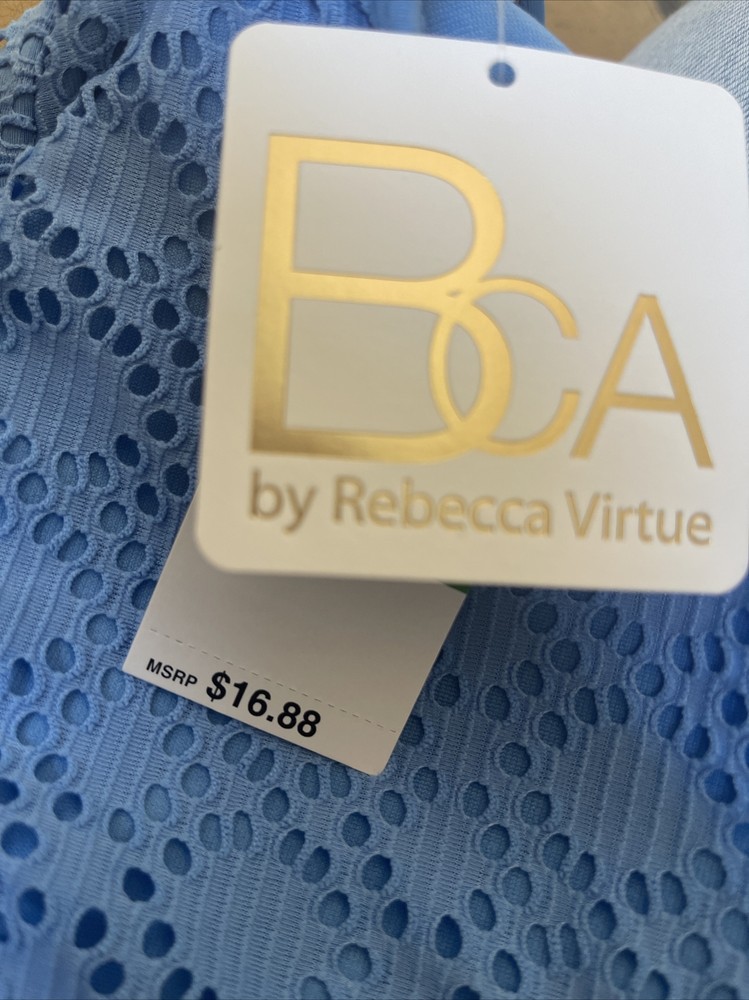 BCA
by Rebecca Virtue
MSRP $16.88